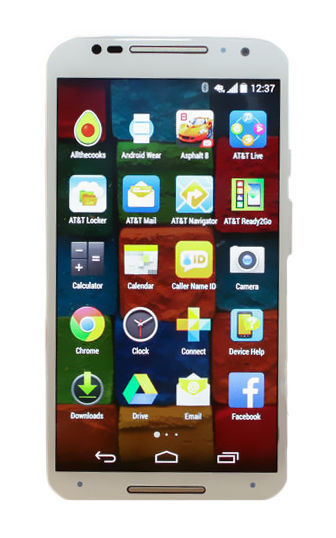 12:37
Allthecooks Android Wear Asphalt 8 AT&T Live
AT&T Locker AT&T Mail AT&T Navigator AT&T Ready2Go
Calculator Calendar Caller Name ID Camera
ID
Chrome Clock Connect Device Help
Downloads Drive Email Facebook